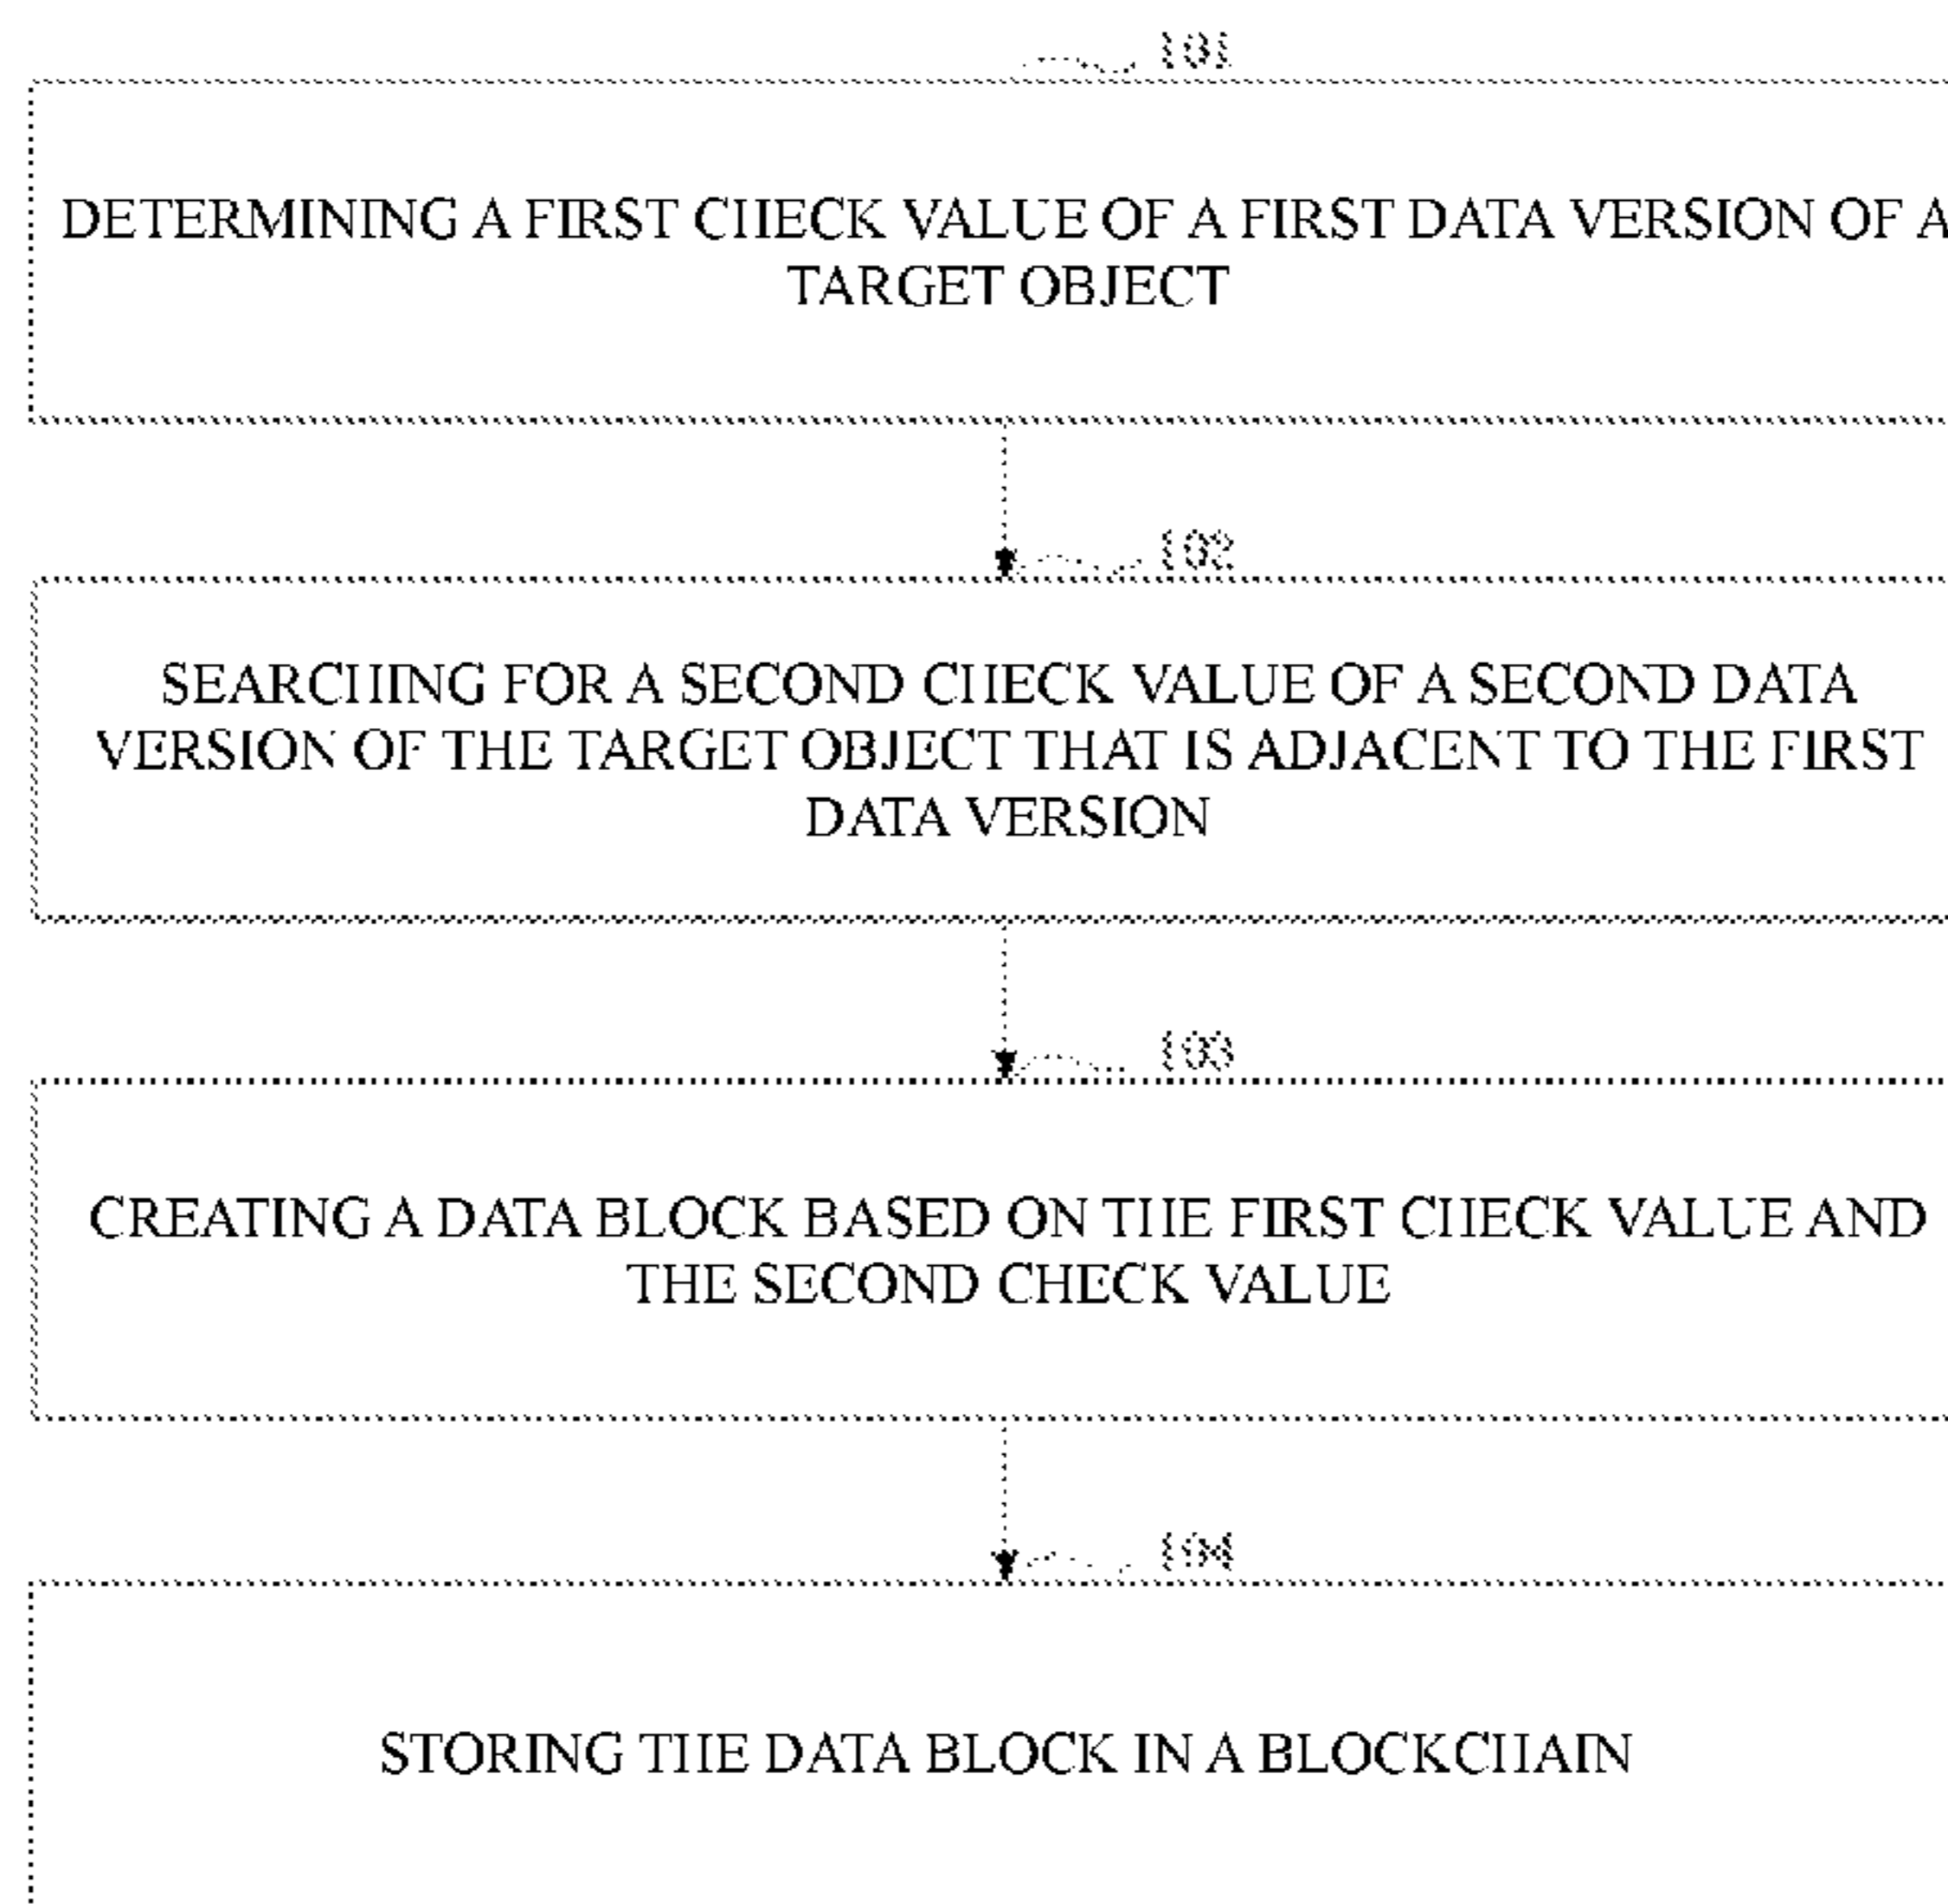 101
DETERMINING A FIRST CHECK VALUE OF A FIRST DATA VERSION OF A
TARGET OBJECT
102
SEARCHING FOR A SECOND CHECK VALUE OF A SECOND DATA
VERSION OF THE TARGET OBJECT THAT IS ADJACENT TO THE FIRST
DATA VERSION
103
CREATING A DATA BLOCK BASED ON THE FIRST CHECK VALUE AND
THE SECOND CHECK VALUE
104
STORING THE DATA BLOCK IN A BLOCKCHAIN